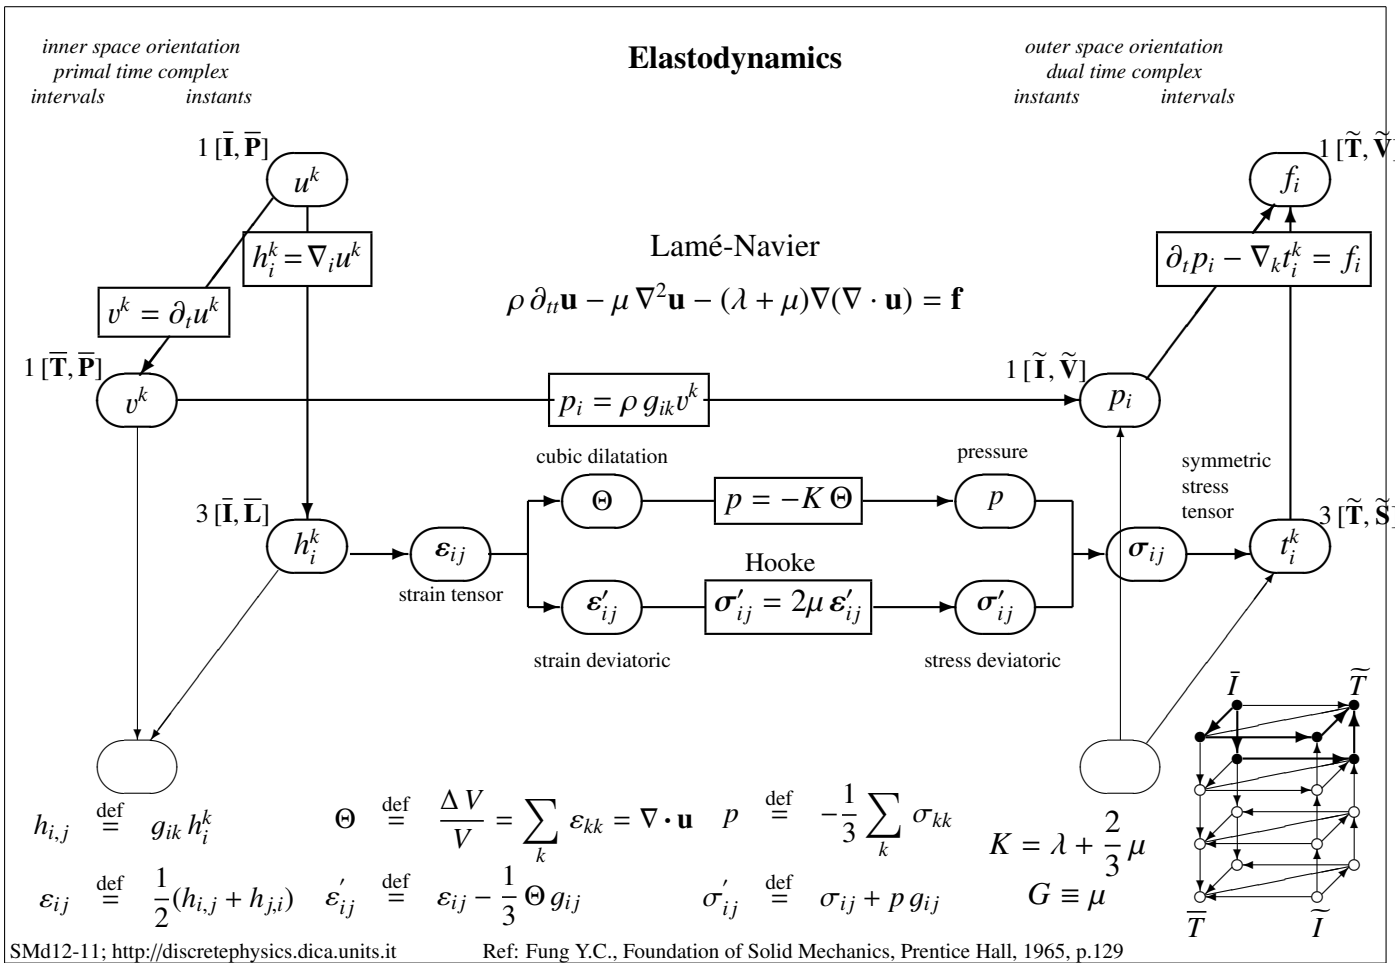 Elastodynamics
inner space orientation
primal time complex
intervals instants
outer space orientation
dual time complex
instants intervals
1 [Ī, P̅]
u^k
1 [T̃, Ṽ]
f_i
h_i^k = ∇_i u^k
v^k = ∂_t u^k
Lamé-Navier
ρ ∂_tt u − μ ∇²u − (λ + μ)∇(∇ · u) = f
∂_t p_i − ∇_k t_i^k = f_i
1 [T̅, P̅]
v^k
p_i = ρ g_ik v^k
1 [Ĩ, Ṽ]
p_i
cubic dilatation
Θ
p = −K Θ
pressure
p
symmetric
stress
tensor
3 [Ī, L̅]
h_i^k
ε_ij
strain tensor
σ_ij
3 [T̃, S̃]
t_i^k
Hooke
ε′_ij
σ′_ij = 2μ ε′_ij
σ′_ij
strain deviatoric
stress deviatoric
Ī T̃
h_i,j def= g_ik h_i^k
Θ def= ΔV/V = ∑_k ε_kk = ∇ · u
p def= −1/3 ∑_k σ_kk
K = λ + 2/3 μ
ε_ij def= 1/2 (h_i,j + h_j,i)
ε′_ij def= ε_ij − 1/3 Θ g_ij
σ′_ij def= σ_ij + p g_ij
G ≡ μ
T̅ Ĩ
SMd12-11; http://discretephysics.dica.units.it
Ref: Fung Y.C., Foundation of Solid Mechanics, Prentice Hall, 1965, p.129